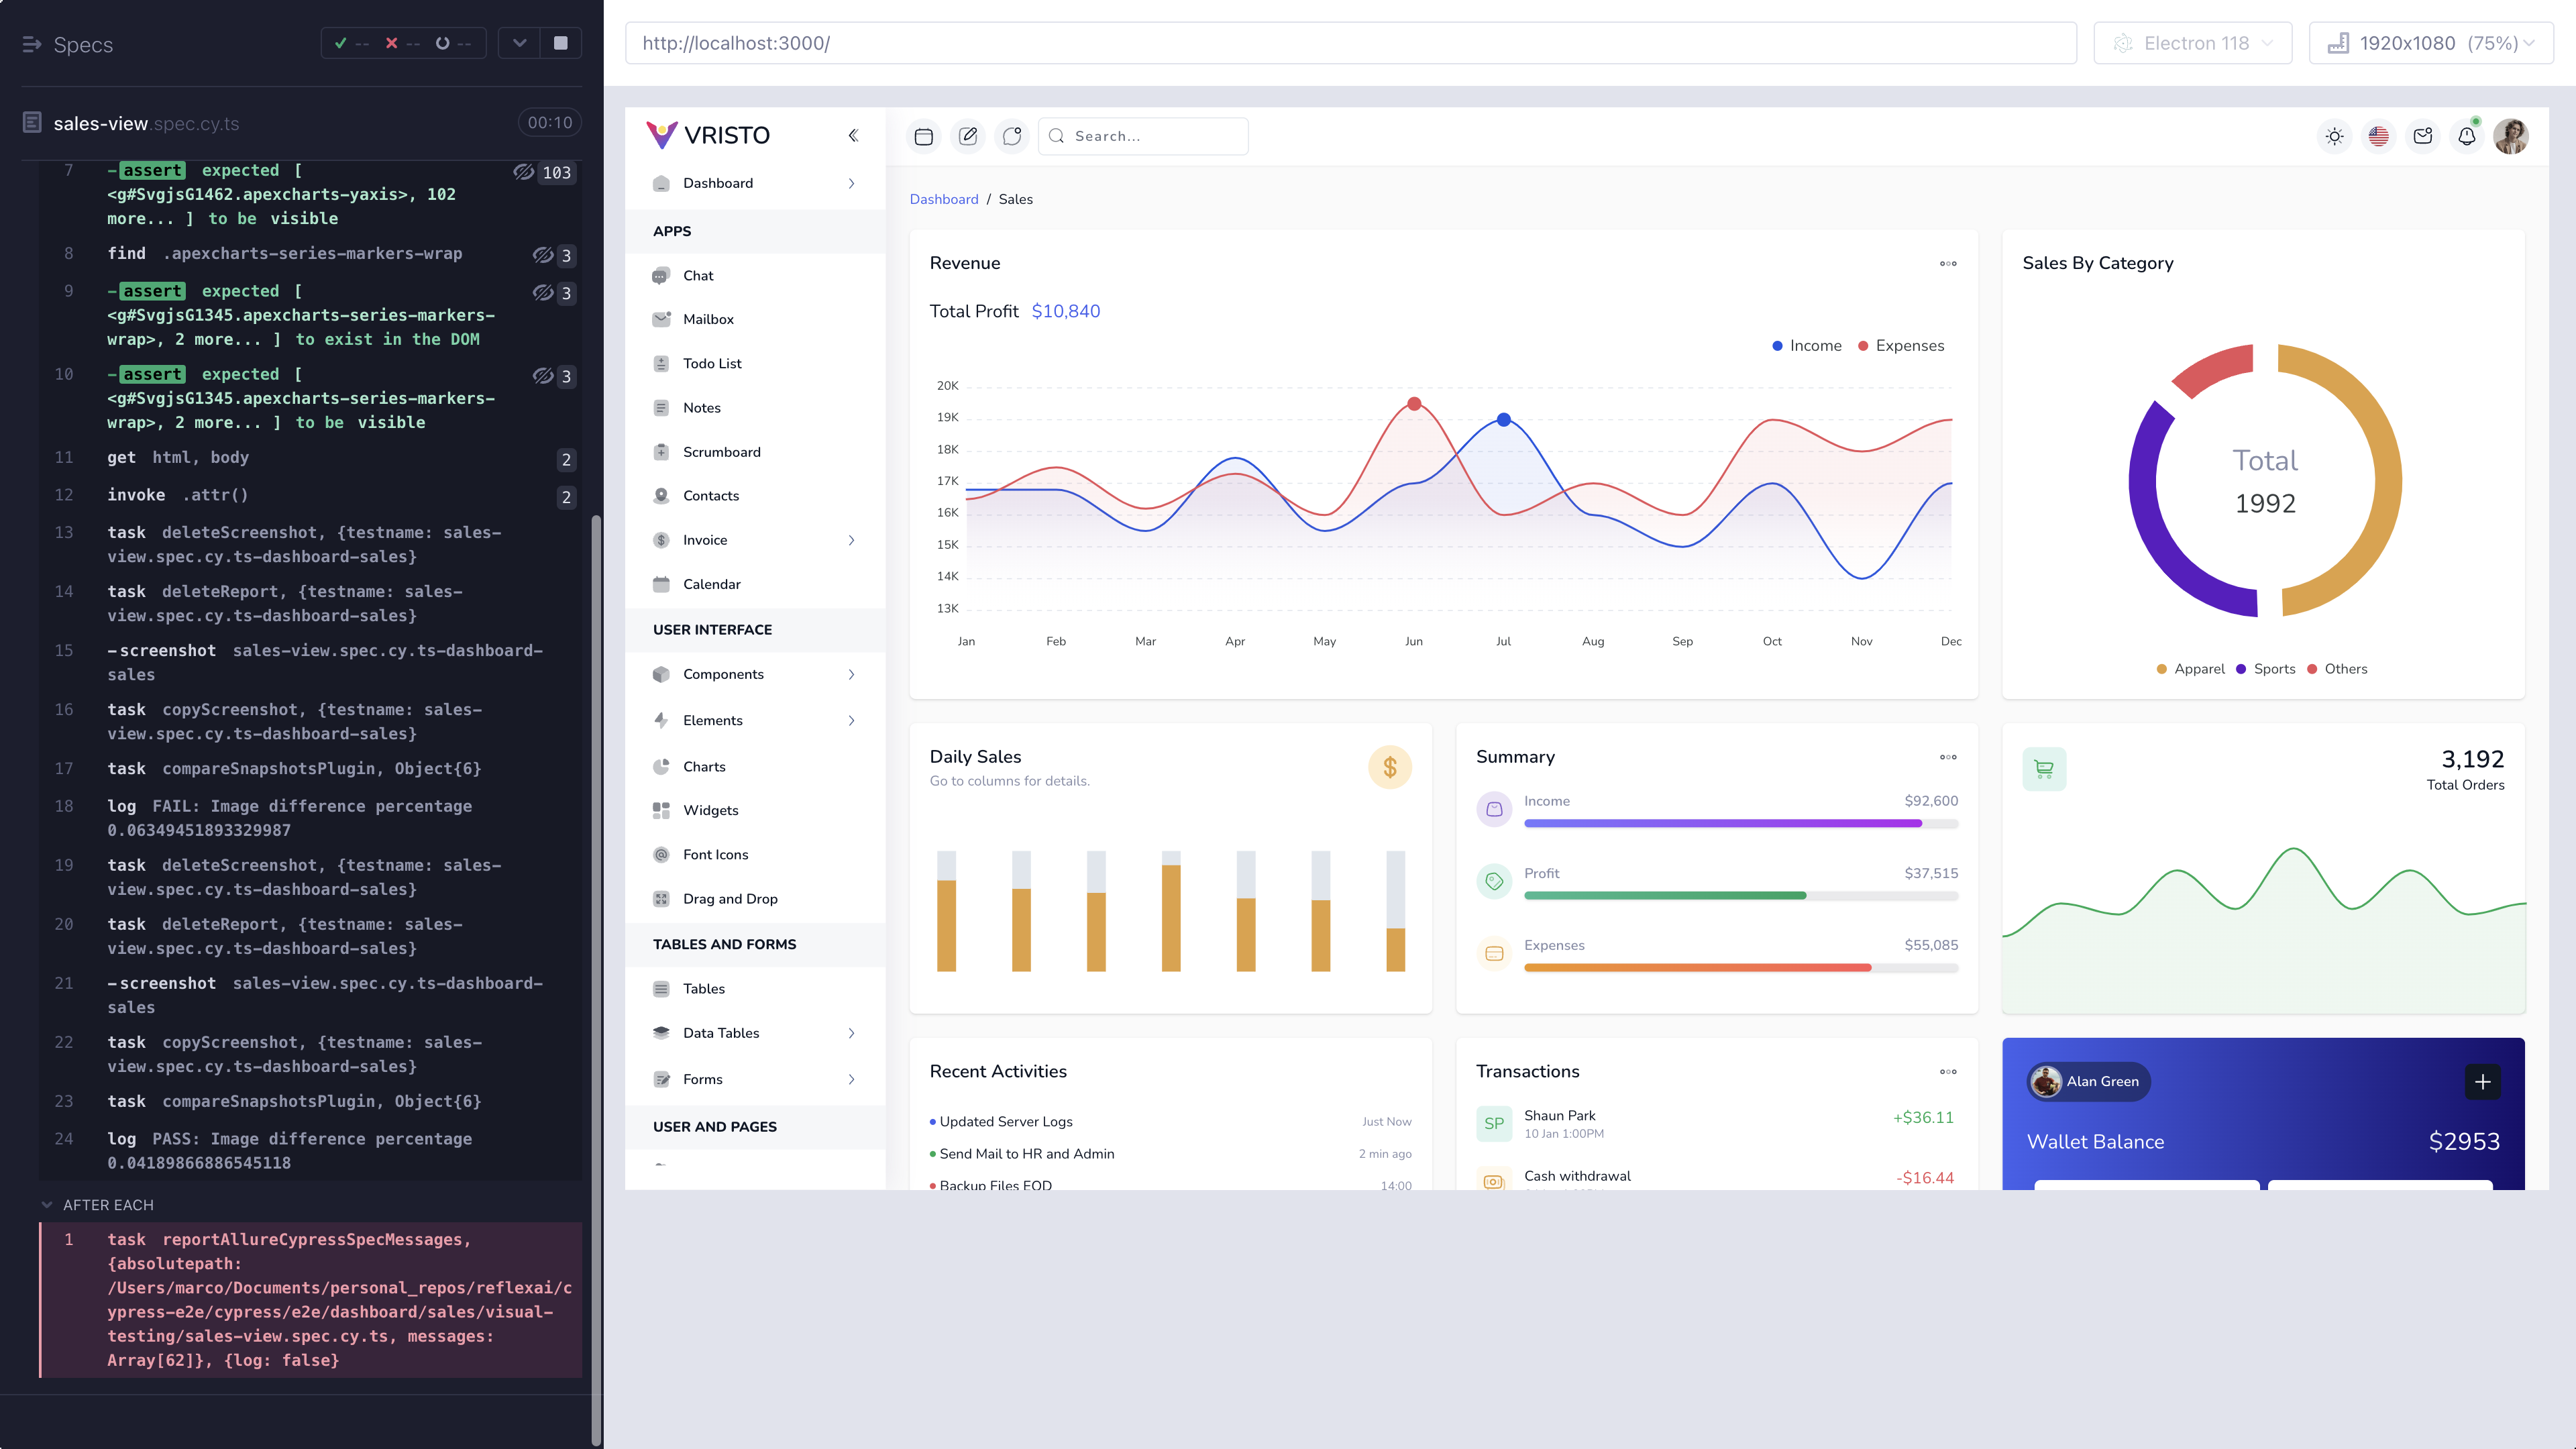 Specs
-- -- --
sales-view.spec.cy.ts 00:10
7 -assert expected [ 103
<g#SvgjsG1462.apexcharts-yaxis>, 102
more... ] to be visible
8 find .apexcharts-series-markers-wrap 3
9 -assert expected [ 3
<g#SvgjsG1345.apexcharts-series-markers-
wrap>, 2 more... ] to exist in the DOM
10 -assert expected [ 3
<g#SvgjsG1345.apexcharts-series-markers-
wrap>, 2 more... ] to be visible
11 get html, body 2
12 invoke .attr() 2
13 task deleteScreenshot, {testname: sales-
view.spec.cy.ts-dashboard-sales}
14 task deleteReport, {testname: sales-
view.spec.cy.ts-dashboard-sales}
15 -screenshot sales-view.spec.cy.ts-dashboard-
sales
16 task copyScreenshot, {testname: sales-
view.spec.cy.ts-dashboard-sales}
17 task compareSnapshotsPlugin, Object{6}
18 log FAIL: Image difference percentage
0.06349451893329987
19 task deleteScreenshot, {testname: sales-
view.spec.cy.ts-dashboard-sales}
20 task deleteReport, {testname: sales-
view.spec.cy.ts-dashboard-sales}
21 -screenshot sales-view.spec.cy.ts-dashboard-
sales
22 task copyScreenshot, {testname: sales-
view.spec.cy.ts-dashboard-sales}
23 task compareSnapshotsPlugin, Object{6}
24 log PASS: Image difference percentage
0.04189866886545118
AFTER EACH
1 task reportAllureCypressSpecMessages,
{absolutepath:
/Users/marco/Documents/personal_repos/reflexai/c
ypress-e2e/cypress/e2e/dashboard/sales/visual-
testing/sales-view.spec.cy.ts, messages:
Array[62]}, {log: false}
http://localhost:3000/
Electron 118
1920x1080 (75%)
VRISTO
Dashboard
APPS
Chat
Mailbox
Todo List
Notes
Scrumboard
Contacts
Invoice
Calendar
USER INTERFACE
Components
Elements
Charts
Widgets
Font Icons
Drag and Drop
TABLES AND FORMS
Tables
Data Tables
Forms
USER AND PAGES
Search...
Dashboard / Sales
Revenue
Total Profit $10,840
Income Expenses
20K
19K
18K
17K
16K
15K
14K
13K
Jan Feb Mar Apr May Jun Jul Aug Sep Oct Nov Dec
Sales By Category
Total
1992
Apparel Sports Others
Daily Sales
Go to columns for details.
$
Summary
Income $92,600
Profit $37,515
Expenses $55,085
3,192
Total Orders
Recent Activities
Updated Server Logs Just Now
Send Mail to HR and Admin 2 min ago
Backup Files EOD 14:00
Transactions
SP Shaun Park +$36.11
10 Jan 1:00PM
Cash withdrawal -$16.44
Alan Green
Wallet Balance $2953